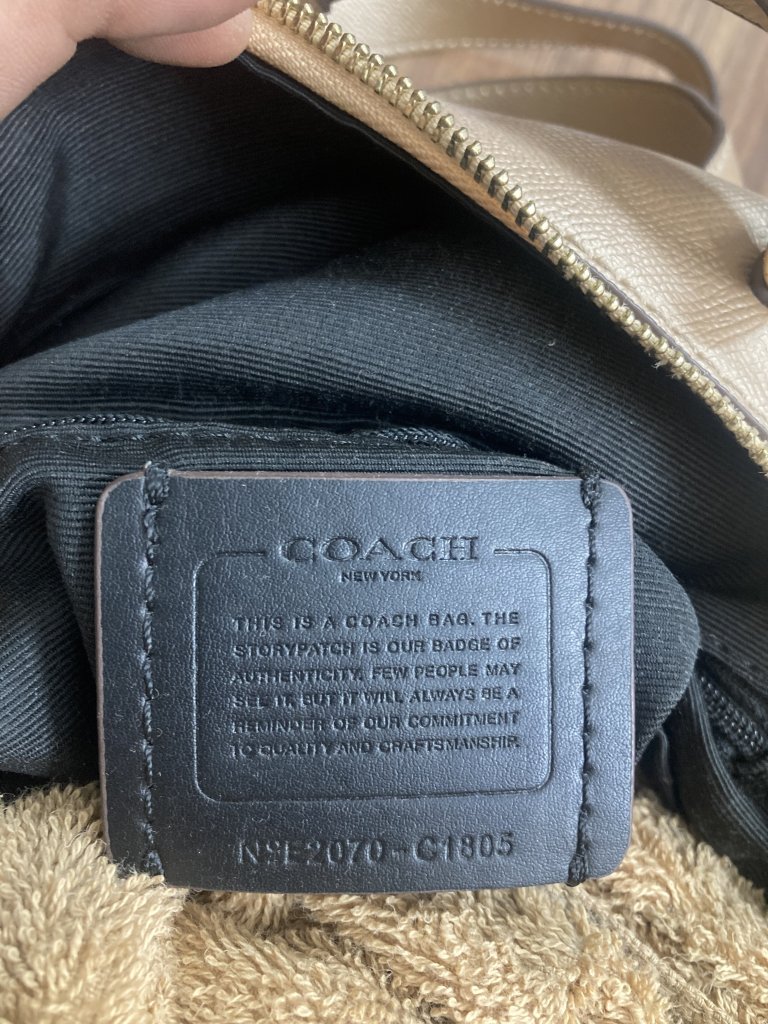 COACH
NEW YORK
THIS IS A COACH BAG. THE
STORYPATCH IS OUR BADGE OF
AUTHENTICITY. FEW PEOPLE MAY
SEE IT, BUT IT WILL ALWAYS BE A
REMINDER OF OUR COMMITMENT
TO QUALITY AND CRAFTSMANSHIP.
Nº E2070-C1805